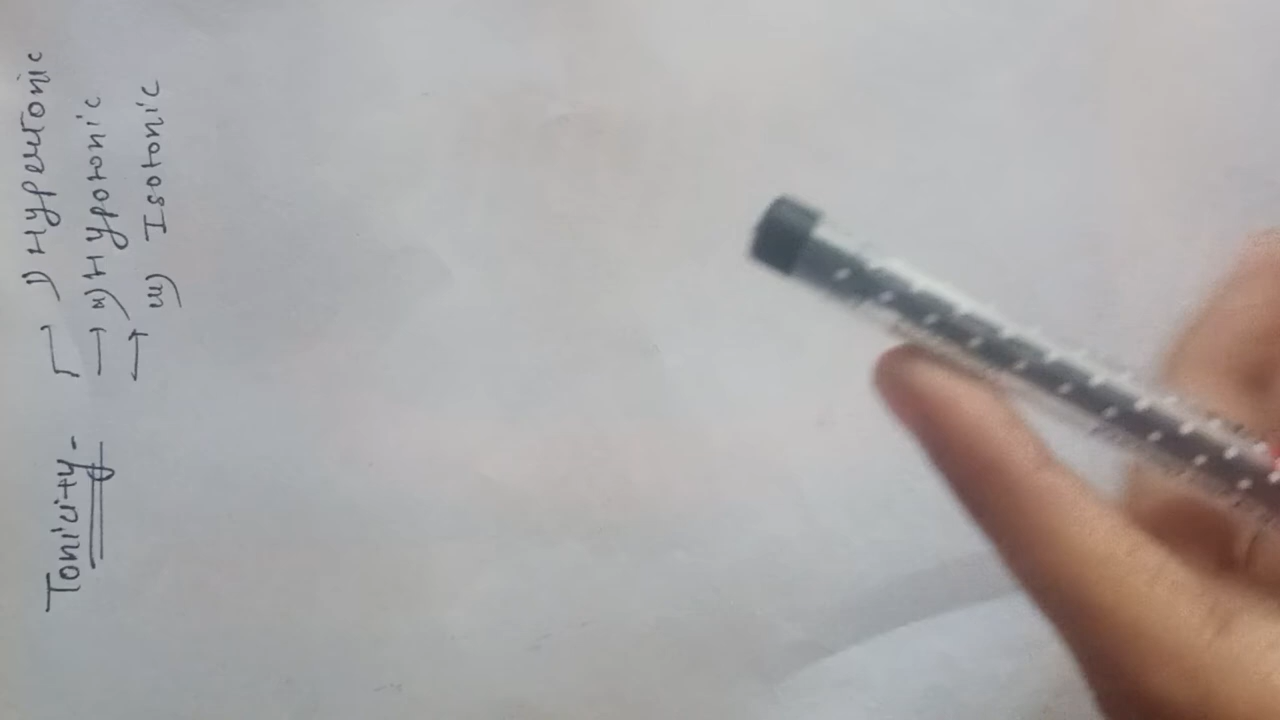 Tonicity - → i) Hypertonic
→ ii) Hypotonic
→ iii) Isotonic